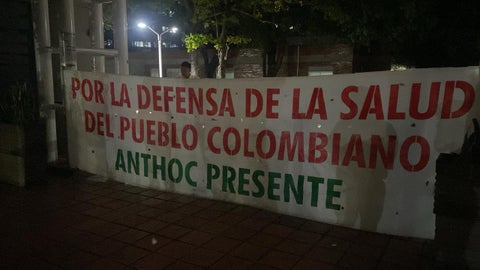 POR LA DEFENSA DE LA SALUD
DEL PUEBLO COLOMBIANO
ANTHOC PRESENTE